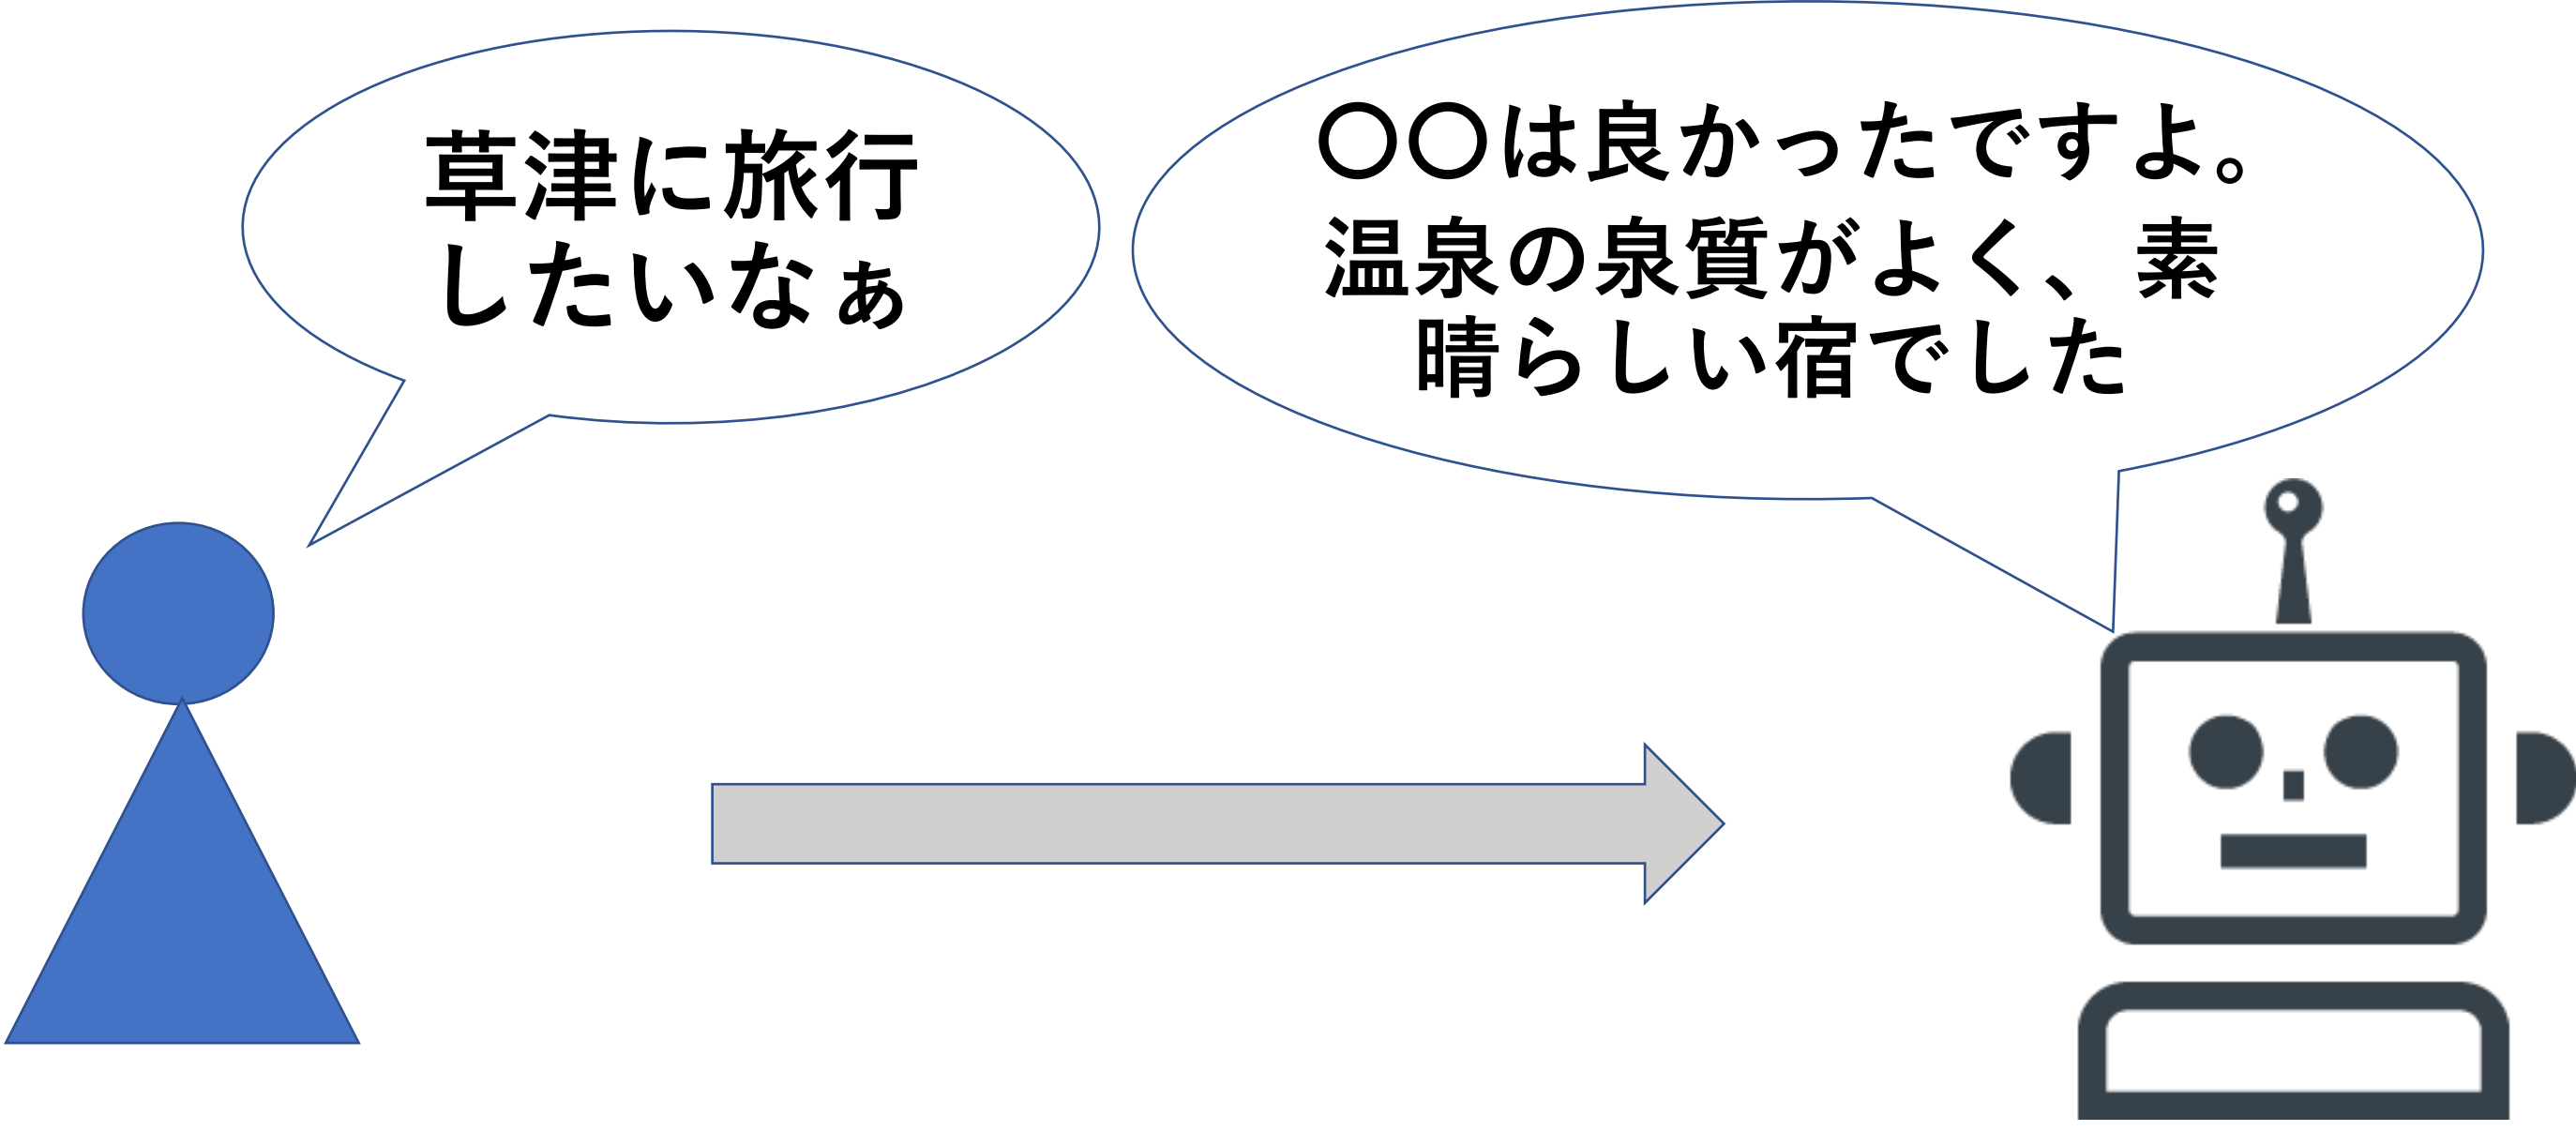 草津に旅行
したいなぁ
〇〇は良かったですよ。
温泉の泉質がよく、素
晴らしい宿でした